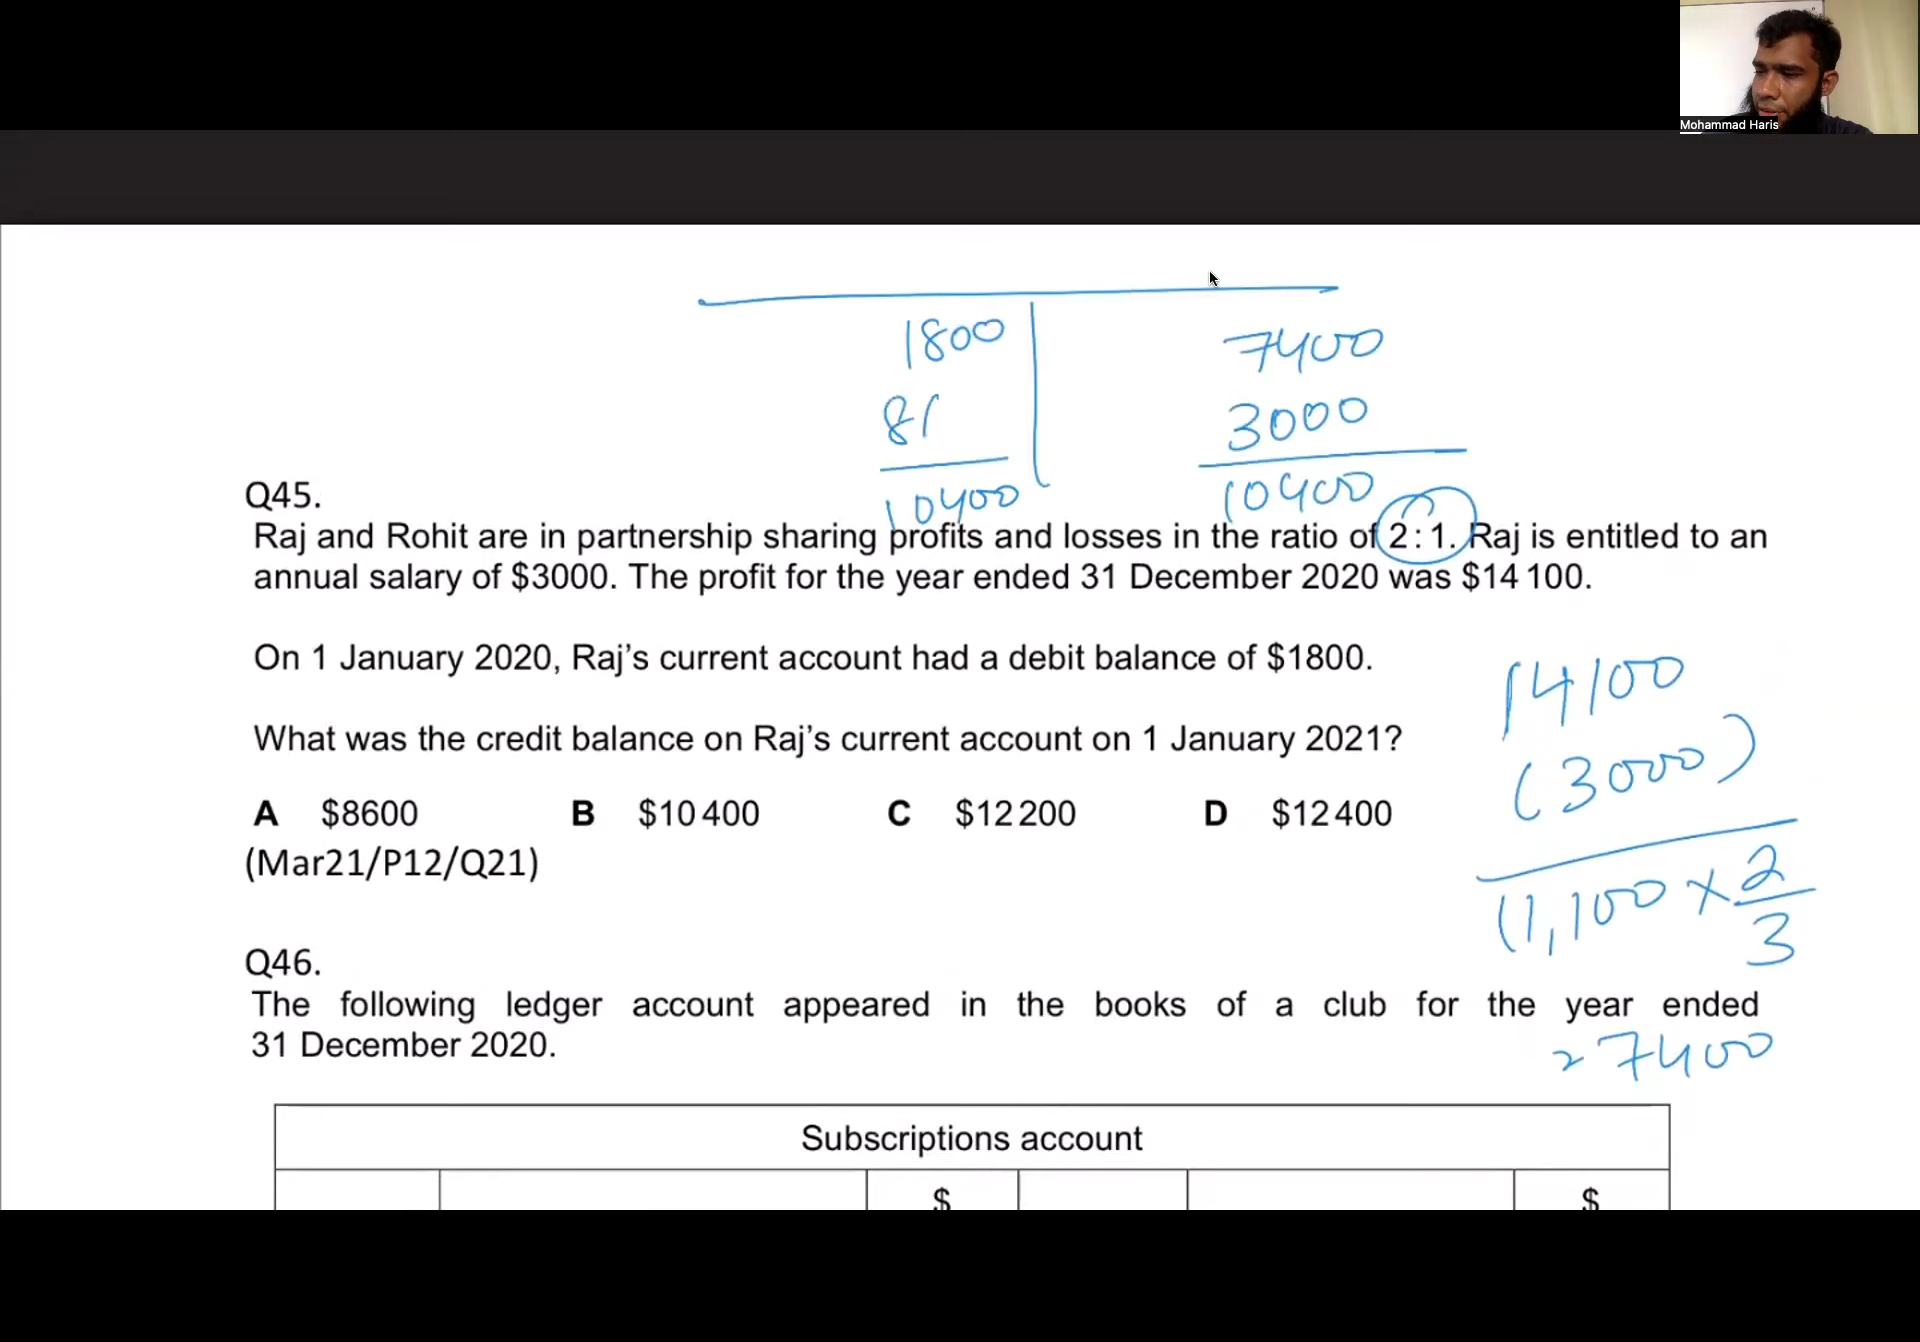 Mohammad Haris
1800 7400
81 3000
10400 10400
Q45.
Raj and Rohit are in partnership sharing profits and losses in the ratio of 2 : 1. Raj is entitled to an
annual salary of $3000. The profit for the year ended 31 December 2020 was $14 100.
On 1 January 2020, Raj’s current account had a debit balance of $1800.
What was the credit balance on Raj’s current account on 1 January 2021?
A $8600 B $10 400 C $12 200 D $12 400
(Mar21/P12/Q21)
14100
(3000)
11,100 × 2/3
= 7400
Q46.
The following ledger account appeared in the books of a club for the year ended
31 December 2020.
Subscriptions account
$ $